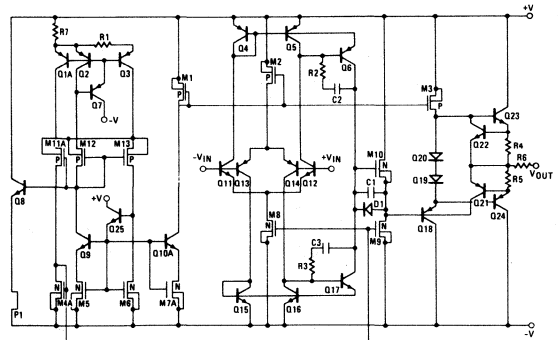 +V
R7
R1
Q4
Q5
M2
R2
Q6
Q1A
Q2
Q3
M1
M3
Q23
P
P
P
Q7
C2
Q22
R4
-V
R6
M11A
M12
M13
-VIN
+VIN
M10
Q20
VOUT
P
P
P
N
R5
Q11
Q13
Q14
Q12
C1
Q19
Q21
Q8
+V
D1
Q24
Q25
M8
M9
Q18
N
N
Q9
Q10A
C3
R3
Q17
N
N
N
N
P1
M4A
M5
M6
M7A
Q15
Q16
-V